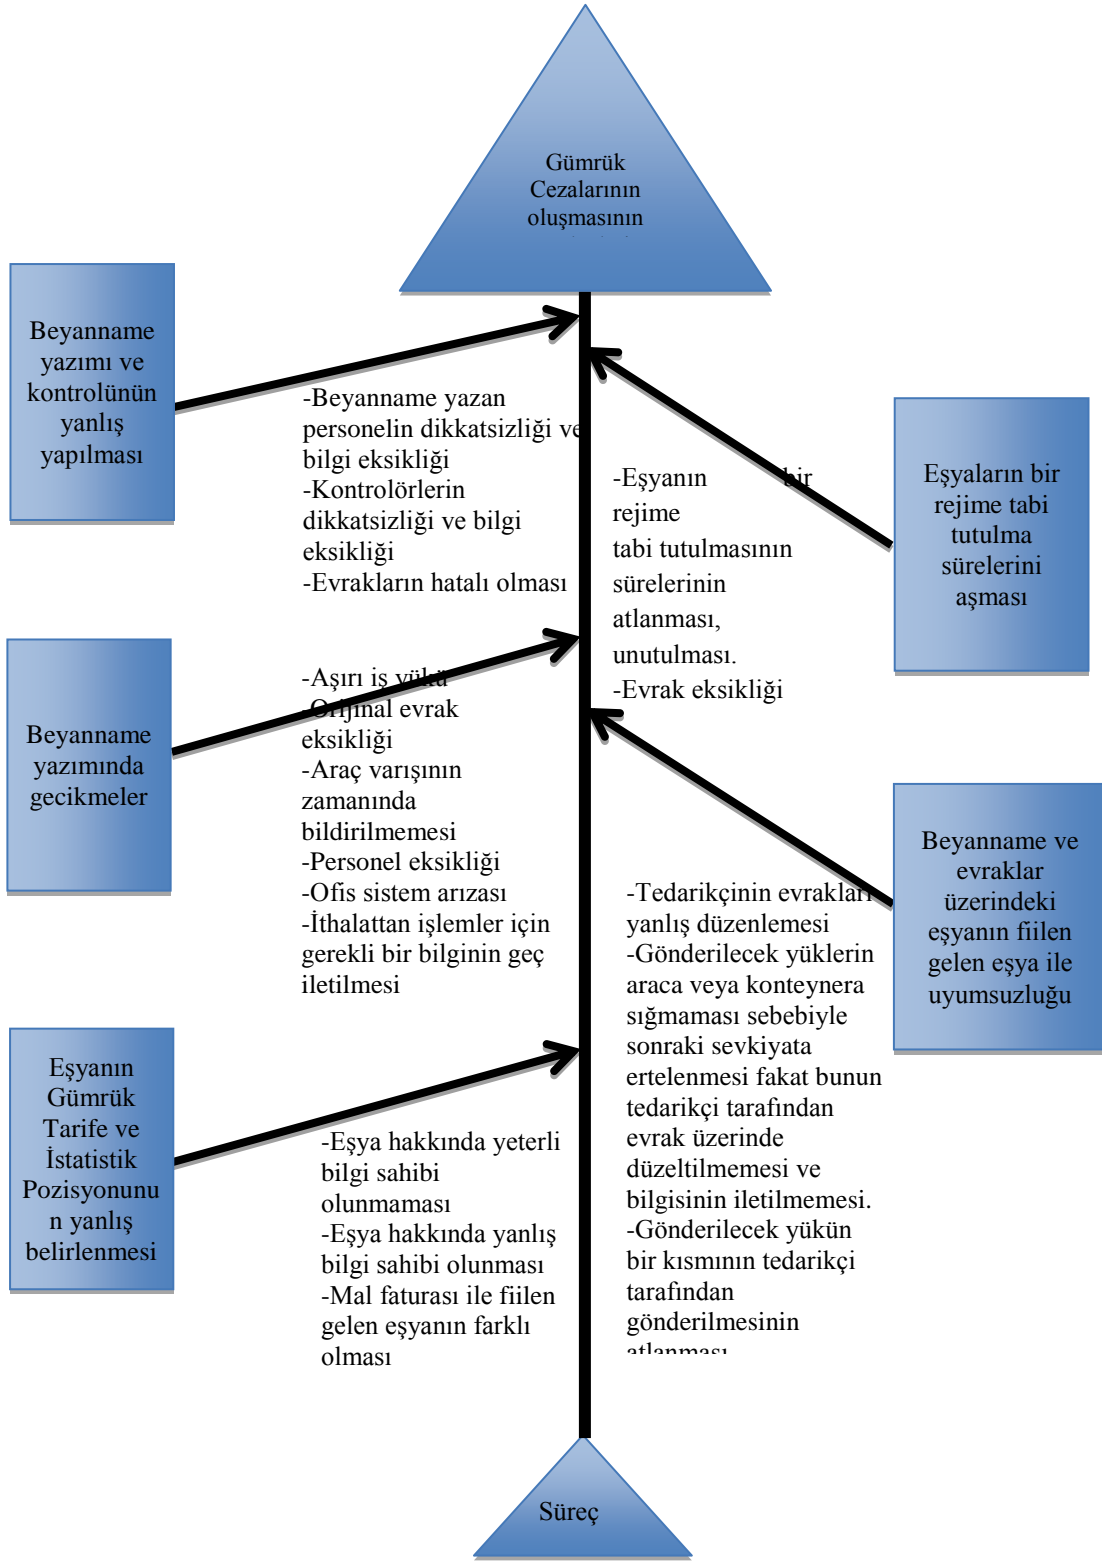 Gümrük
Cezalarının
oluşmasının
Beyanname
yazımı ve
kontrolünün
yanlış
yapılması
-Beyanname yazan
personelin dikkatsizliği ve
bilgi eksikliği
-Kontrolörlerin
dikkatsizliği ve bilgi
eksikliği
-Evrakların hatalı olması
Eşyaların bir
rejime tabi
tutulma
sürelerini
aşması
-Eşyanın bir
rejime
tabi tutulmasının
sürelerinin
atlanması,
unutulması.
-Evrak eksikliği
Beyanname
yazımında
gecikmeler
-Aşırı iş yükü
-Orijinal evrak
eksikliği
-Araç varışının
zamanında
bildirilmemesi
-Personel eksikliği
-Ofis sistem arızası
-İthalattan işlemler için
gerekli bir bilginin geç
iletilmesi
Beyanname ve
evraklar
üzerindeki
eşyanın fiilen
gelen eşya ile
uyumsuzluğu
-Tedarikçinin evrakları
yanlış düzenlemesi
-Gönderilecek yüklerin
araca veya konteynera
sığmaması sebebiyle
sonraki sevkiyata
ertelenmesi fakat bunun
tedarikçi tarafından
evrak üzerinde
düzeltilmemesi ve
bilgisinin iletilmemesi.
-Gönderilecek yükün
bir kısmının tedarikçi
tarafından
gönderilmesinin
atlanması
Eşyanın
Gümrük
Tarife ve
İstatistik
Pozisyonunu
n yanlış
belirlenmesi
-Eşya hakkında yeterli
bilgi sahibi
olunmaması
-Eşya hakkında yanlış
bilgi sahibi olunması
-Mal faturası ile fiilen
gelen eşyanın farklı
olması
Süreç